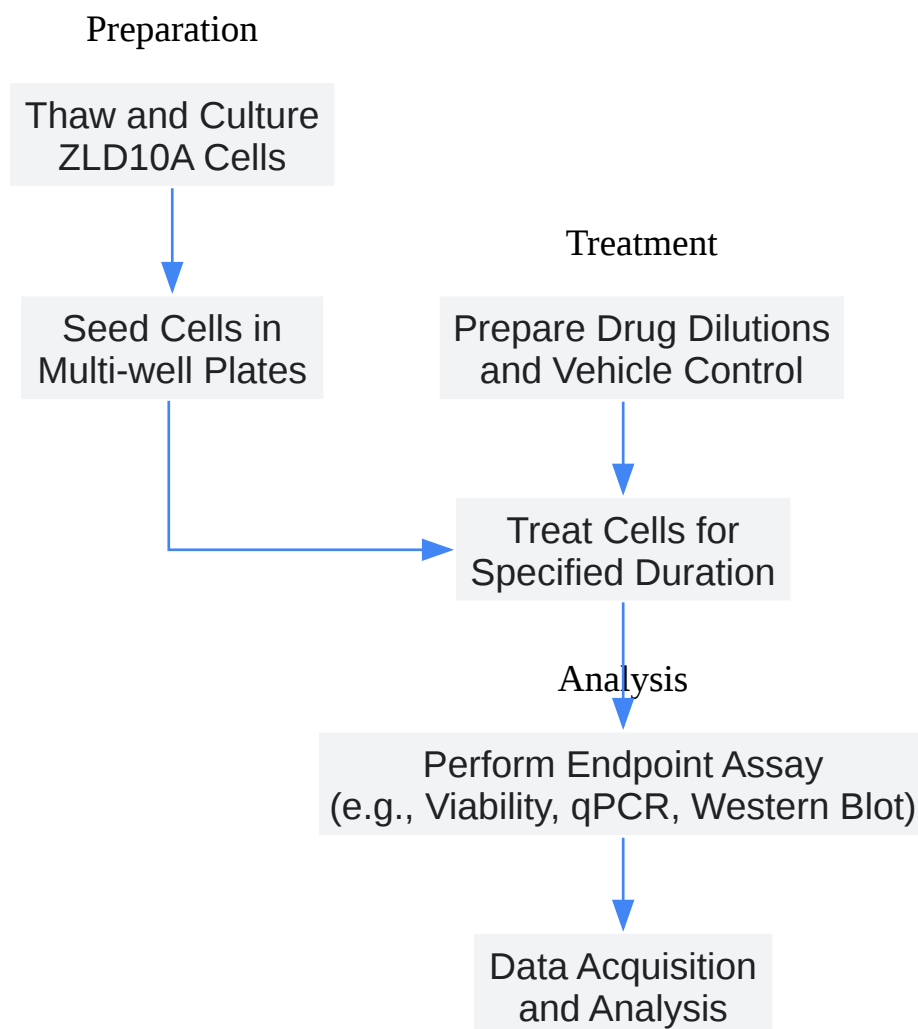 Preparation
Thaw and Culture
ZLD10A Cells
Seed Cells in
Multi-well Plates
Treatment
Prepare Drug Dilutions
and Vehicle Control
Treat Cells for
Specified Duration
Analysis
Perform Endpoint Assay
(e.g., Viability, qPCR, Western Blot)
Data Acquisition
and Analysis